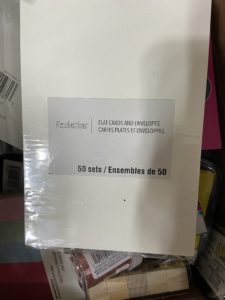 Recollections
FLAT CARDS AND ENVELOPES
CARTES PLATES ET ENVELOPPES
50 sets / Ensembles de 50